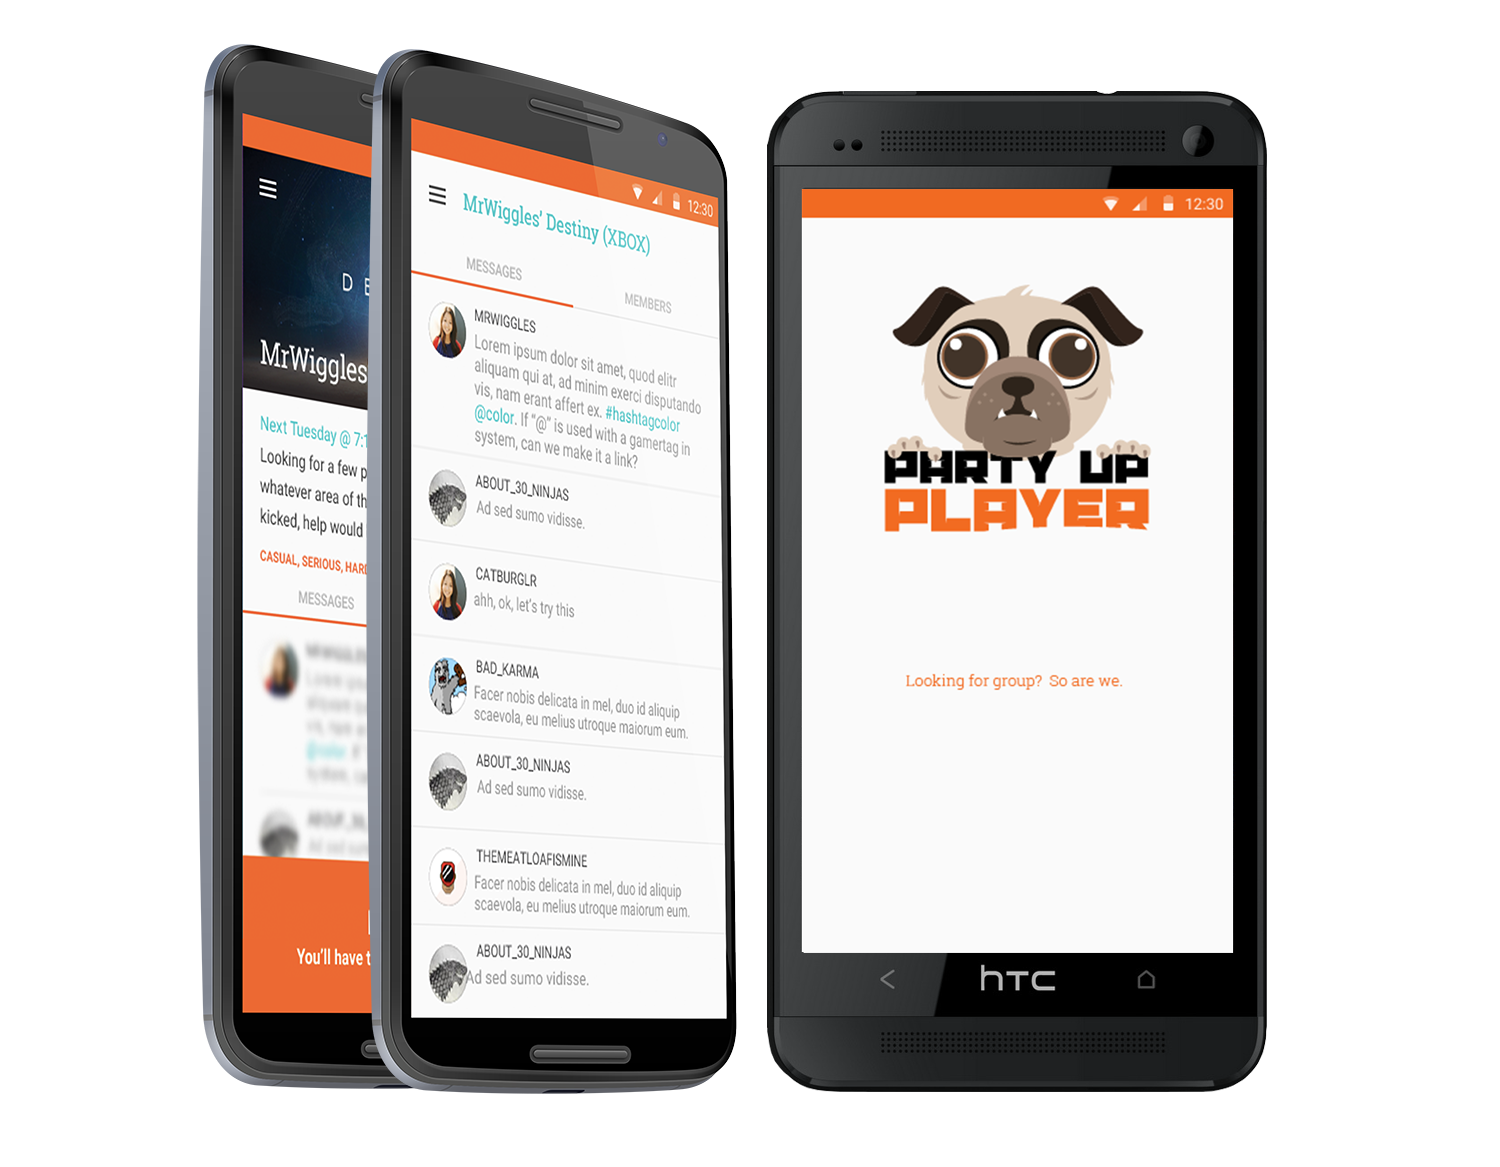 D E
MrWiggles
Next Tuesday @ 7:1
Looking for a few p
whatever area of th
kicked, help would
CASUAL, SERIOUS, HARD
MESSAGES
@color
You'll have t
12:30
MrWiggles' Destiny (XBOX)
MESSAGES
MEMBERS
MRWIGGLES
Lorem ipsum dolor sit amet, quod elitr
aliquam qui at, ad minim exerci disputando
vis, nam erant affert ex. #hashtagcolor
@color. If "@" is used with a gamertag in
system, can we make it a link?
ABOUT_30_NINJAS
Ad sed sumo vidisse.
CATBURGLR
ahh, ok, let's try this
BAD_KARMA
Facer nobis delicata in mel, duo id aliquip
scaevola, eu melius utroque maiorum eum.
ABOUT_30_NINJAS
Ad sed sumo vidisse.
THEMEATLOAFISMINE
Facer nobis delicata in mel, duo id aliquip
scaevola, eu melius utroque maiorum eum.
ABOUT_30_NINJAS
Ad sed sumo vidisse.
12:30
PARTY UP
PLAYER
Looking for group? So are we.
hTC